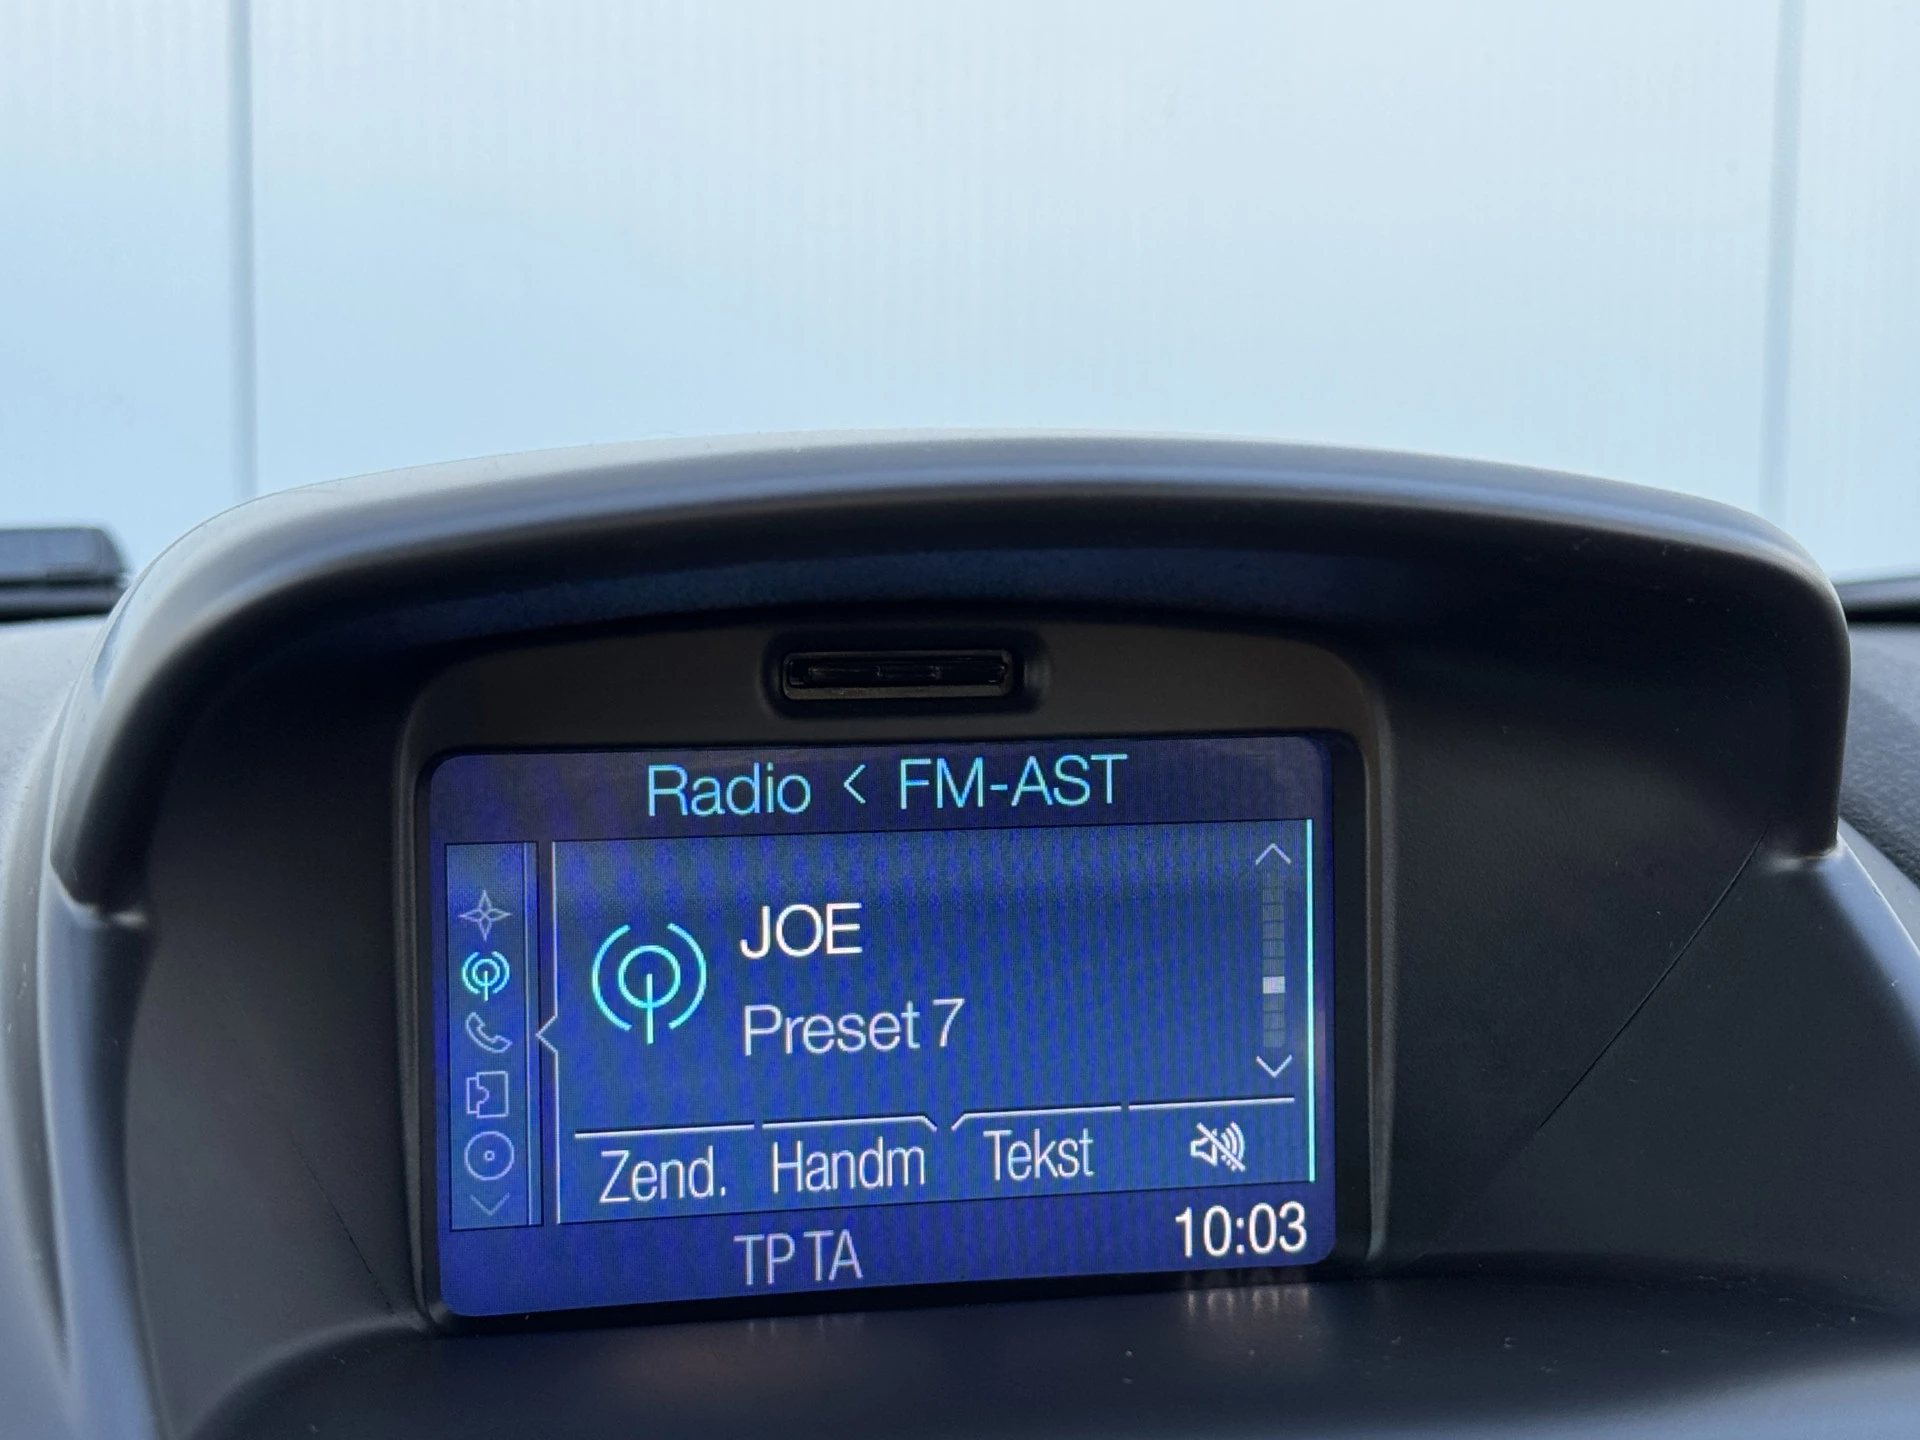 Radio < FM-AST
JOE
Preset 7
Zend. Handm Tekst
TP TA 10:03